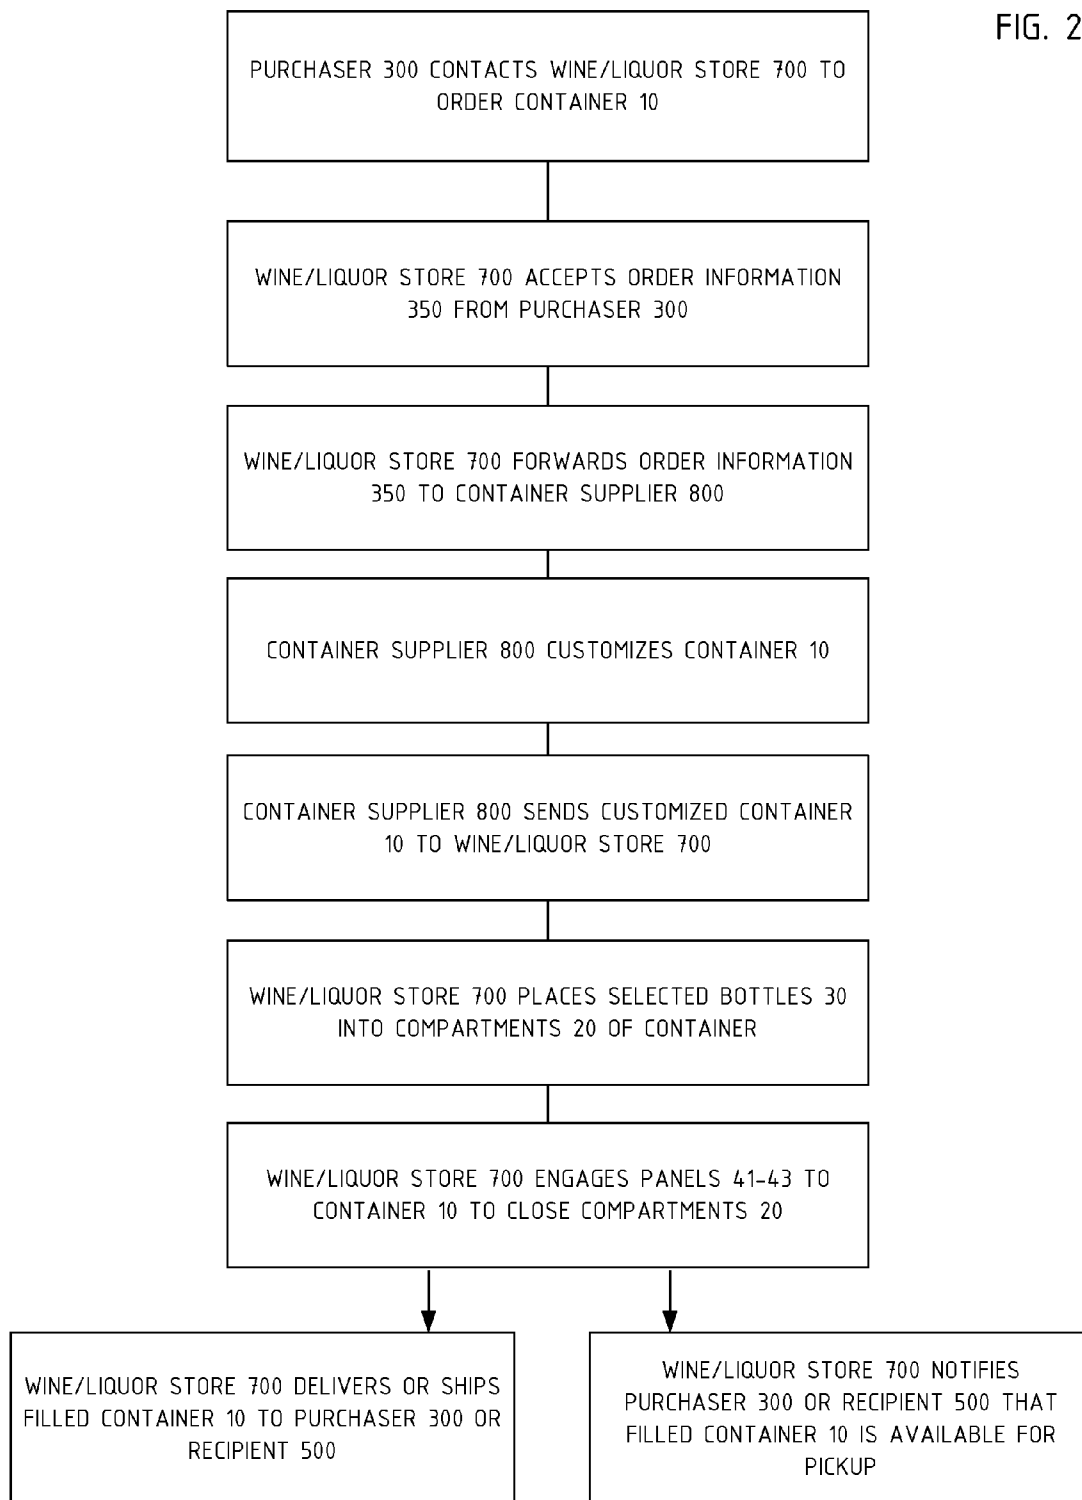 FIG. 2
PURCHASER 300 CONTACTS WINE/LIQUOR STORE 700 TO
ORDER CONTAINER 10
WINE/LIQUOR STORE 700 ACCEPTS ORDER INFORMATION
350 FROM PURCHASER 300
WINE/LIQUOR STORE 700 FORWARDS ORDER INFORMATION
350 TO CONTAINER SUPPLIER 800
CONTAINER SUPPLIER 800 CUSTOMIZES CONTAINER 10
CONTAINER SUPPLIER 800 SENDS CUSTOMIZED CONTAINER
10 TO WINE/LIQUOR STORE 700
WINE/LIQUOR STORE 700 PLACES SELECTED BOTTLES 30
INTO COMPARTMENTS 20 OF CONTAINER
WINE/LIQUOR STORE 700 ENGAGES PANELS 41-43 TO
CONTAINER 10 TO CLOSE COMPARTMENTS 20
WINE/LIQUOR STORE 700 DELIVERS OR SHIPS
FILLED CONTAINER 10 TO PURCHASER 300 OR
RECIPIENT 500
WINE/LIQUOR STORE 700 NOTIFIES
PURCHASER 300 OR RECIPIENT 500 THAT
FILLED CONTAINER 10 IS AVAILABLE FOR
PICKUP